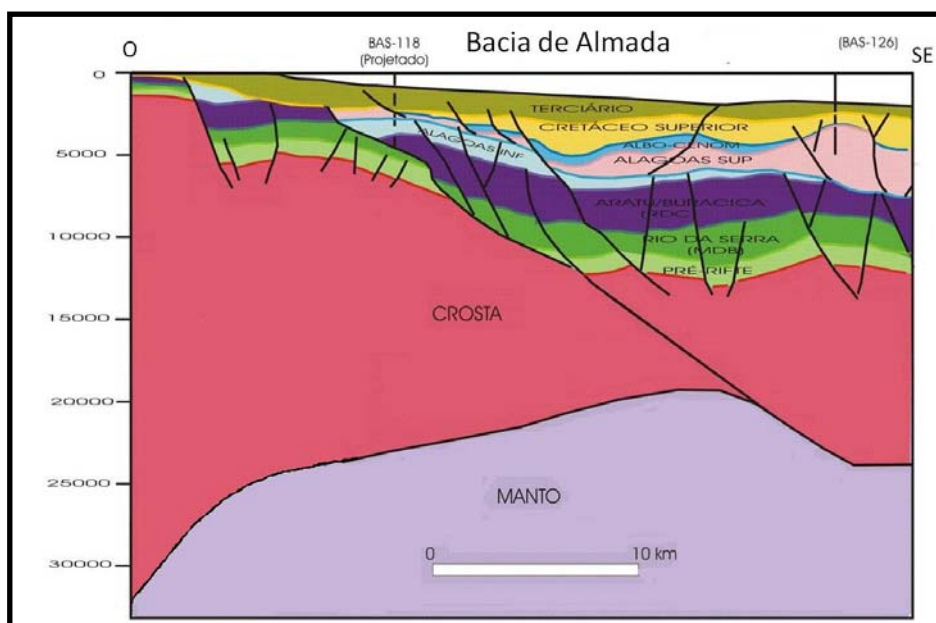 BAS-118
(Projetado)
Bacia de Almada
(BAS-126)
O
SE
0
5000
10000
15000
20000
25000
30000
TERCIÁRIO
CRETÁCEO SUPERIOR
ALBO-CENOM
ALAGOAS SUP
ALAGOAS INF
ARATU/BURACICA
(RDC)
RIO DA SERRA
(MDB)
PRÉ-RIFTE
CROSTA
MANTO
0 10 km